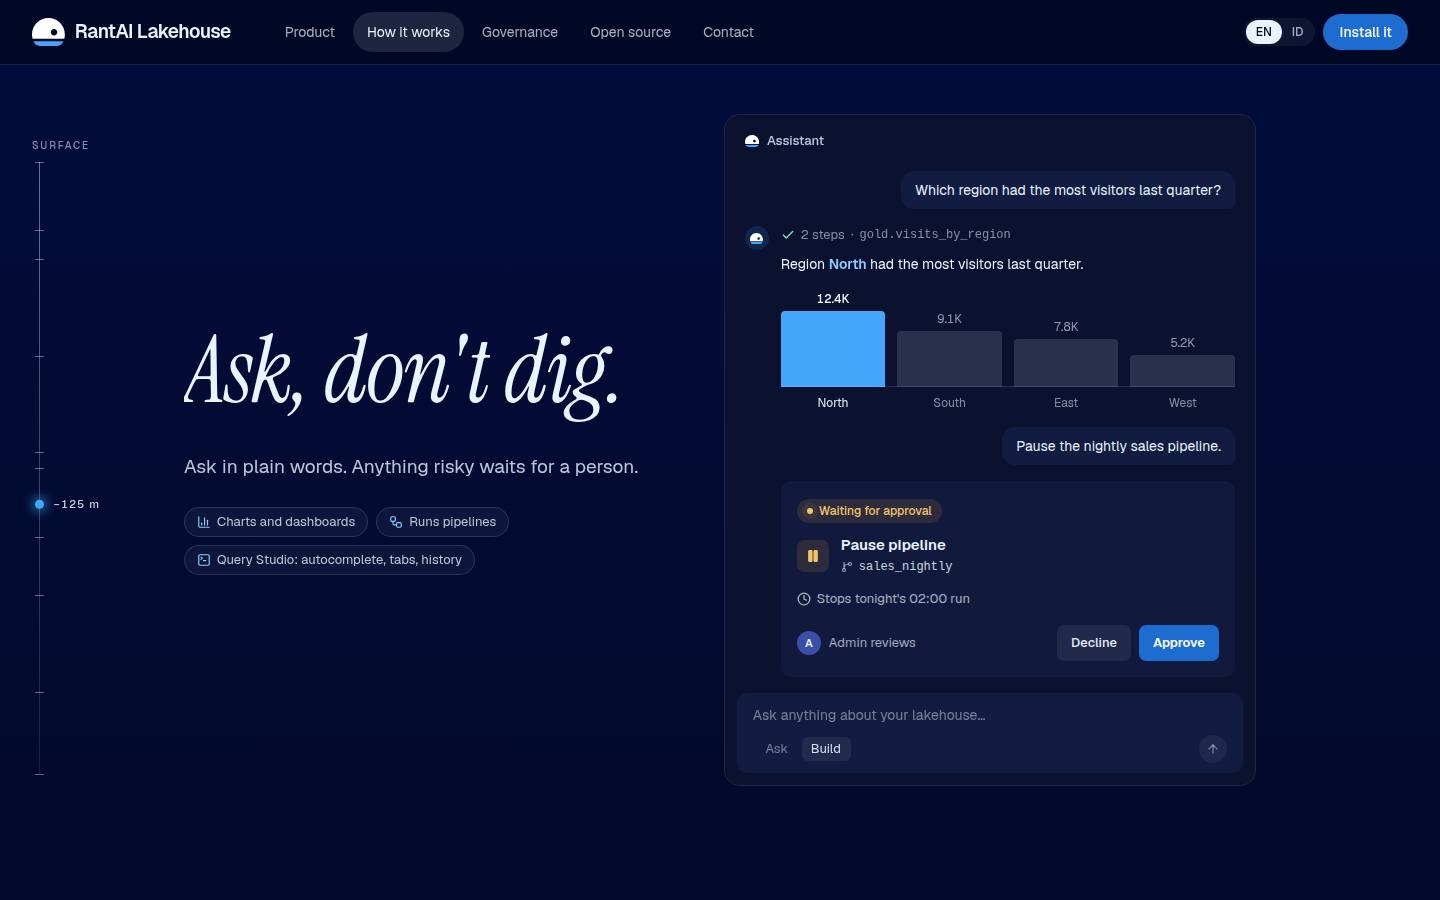 RantAI Lakehouse
Product
How it works
Governance
Open source
Contact
EN
ID
Install it
SURFACE
−125 m
Ask, don't dig.
Ask in plain words. Anything risky waits for a person.
Charts and dashboards
Runs pipelines
Query Studio: autocomplete, tabs, history
Assistant
Which region had the most visitors last quarter?
2 steps · gold.visits_by_region
Region North had the most visitors last quarter.
12.4K
9.1K
7.8K
5.2K
North
South
East
West
Pause the nightly sales pipeline.
Waiting for approval
Pause pipeline
sales_nightly
Stops tonight's 02:00 run
A
Admin reviews
Decline
Approve
Ask anything about your lakehouse…
Ask
Build